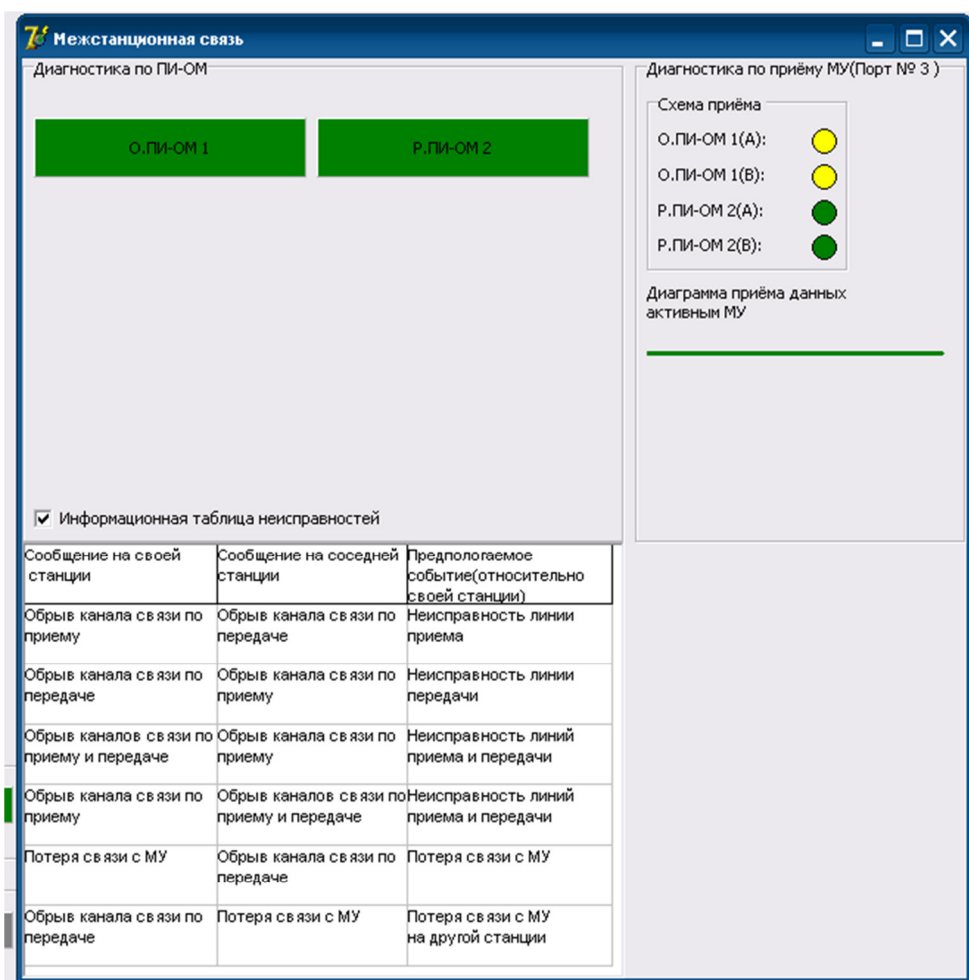 Межстанционная связь
Диагностика по ПИ-ОМ
О.ПИ-ОМ 1
Р.ПИ-ОМ 2
Информационная таблица неисправностей
Диагностика по приёму МУ(Порт № 3 )
Схема приёма
О.ПИ-ОМ 1(А):
О.ПИ-ОМ 1(В):
Р.ПИ-ОМ 2(А):
Р.ПИ-ОМ 2(В):
Диаграмма приёма данных
активным МУ
Сообщение на своей
станции
Сообщение на соседней
станции
Предпологаемое
событие(относительно
своей станции)
Обрыв канала связи по
приему
Обрыв канала связи по
передаче
Неисправность линии
приема
Обрыв канала связи по
передаче
Обрыв канала связи по
приему
Неисправность линии
передачи
Обрыв каналов связи по
приему и передаче
Обрыв канала связи по
приему
Неисправность линий
приема и передачи
Обрыв канала связи по
приему
Обрыв каналов связи по
приему и передаче
Неисправность линий
приема и передачи
Потеря связи с МУ
Обрыв канала связи по
передаче
Потеря связи с МУ
Обрыв канала связи по
передаче
Потеря связи с МУ
Потеря связи с МУ
на другой станции